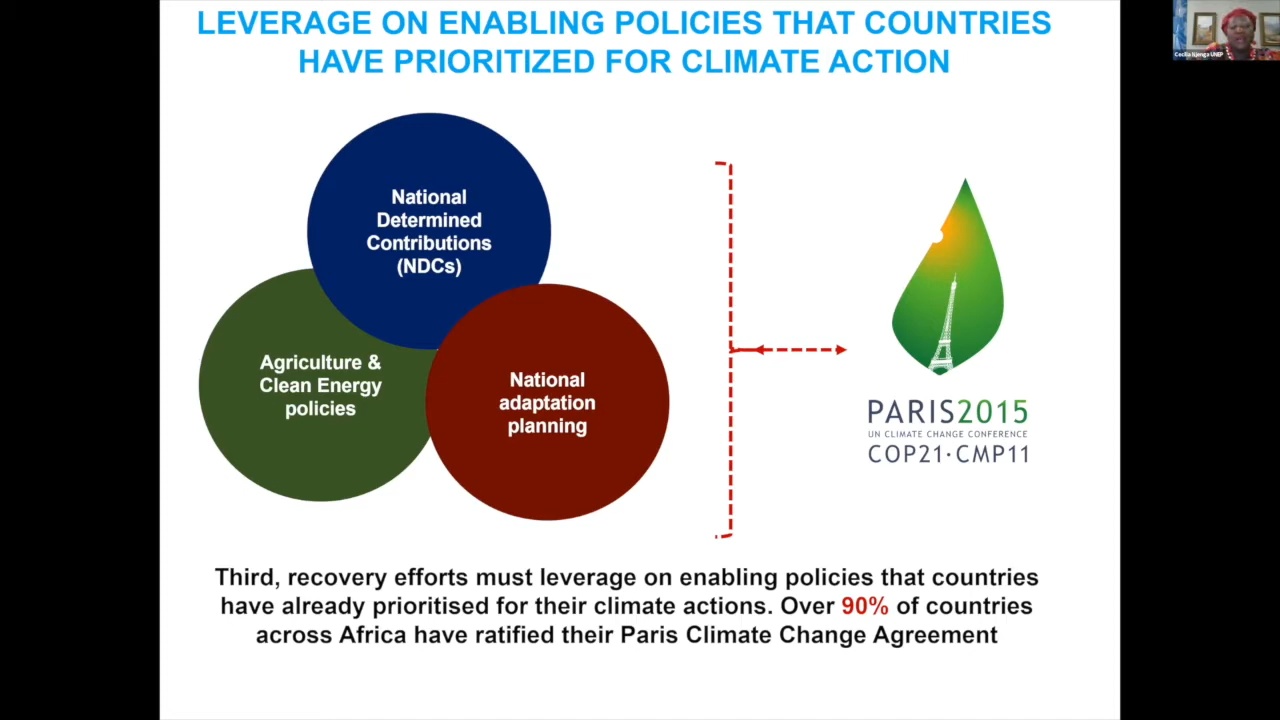 LEVERAGE ON ENABLING POLICIES THAT COUNTRIES
HAVE PRIORITIZED FOR CLIMATE ACTION
National
Determined
Contributions
(NDCs)
Agriculture &
Clean Energy
policies
National
adaptation
planning
PARIS2015
UN CLIMATE CHANGE CONFERENCE
COP21·CMP11
Third, recovery efforts must leverage on enabling policies that countries
have already prioritised for their climate actions. Over 90% of countries
across Africa have ratified their Paris Climate Change Agreement
Cecilia Njenga UNEP